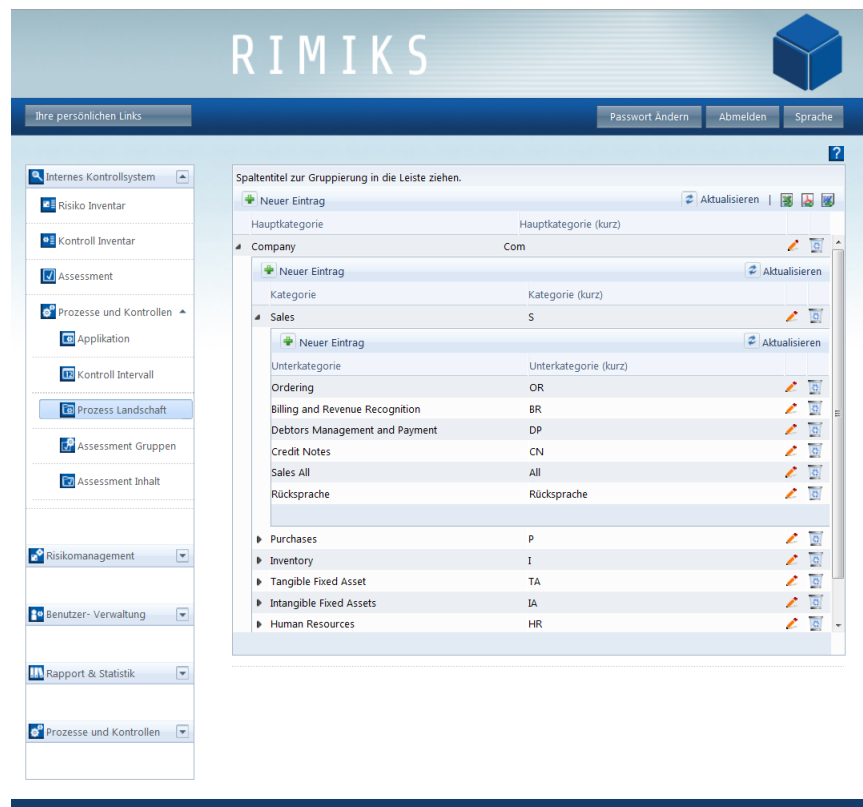 RIMIKS
Ihre persönlichen Links
Passwort Ändern
Abmelden
Sprache
?
Internes Kontrollsystem
Risiko Inventar
Kontroll Inventar
Assessment
Prozesse und Kontrollen
Applikation
Kontroll Intervall
Prozess Landschaft
Assessment Gruppen
Assessment Inhalt
Risikomanagement
Benutzer- Verwaltung
Rapport & Statistik
Prozesse und Kontrollen
Spaltentitel zur Gruppierung in die Leiste ziehen.
Neuer Eintrag Aktualisieren |
Hauptkategorie Hauptkategorie (kurz)
Company Com
Neuer Eintrag Aktualisieren
Kategorie Kategorie (kurz)
Sales S
Neuer Eintrag Aktualisieren
Unterkategorie Unterkategorie (kurz)
Ordering OR
Billing and Revenue Recognition BR
Debtors Management and Payment DP
Credit Notes CN
Sales All All
Rücksprache Rücksprache
Purchases P
Inventory I
Tangible Fixed Asset TA
Intangible Fixed Assets IA
Human Resources HR